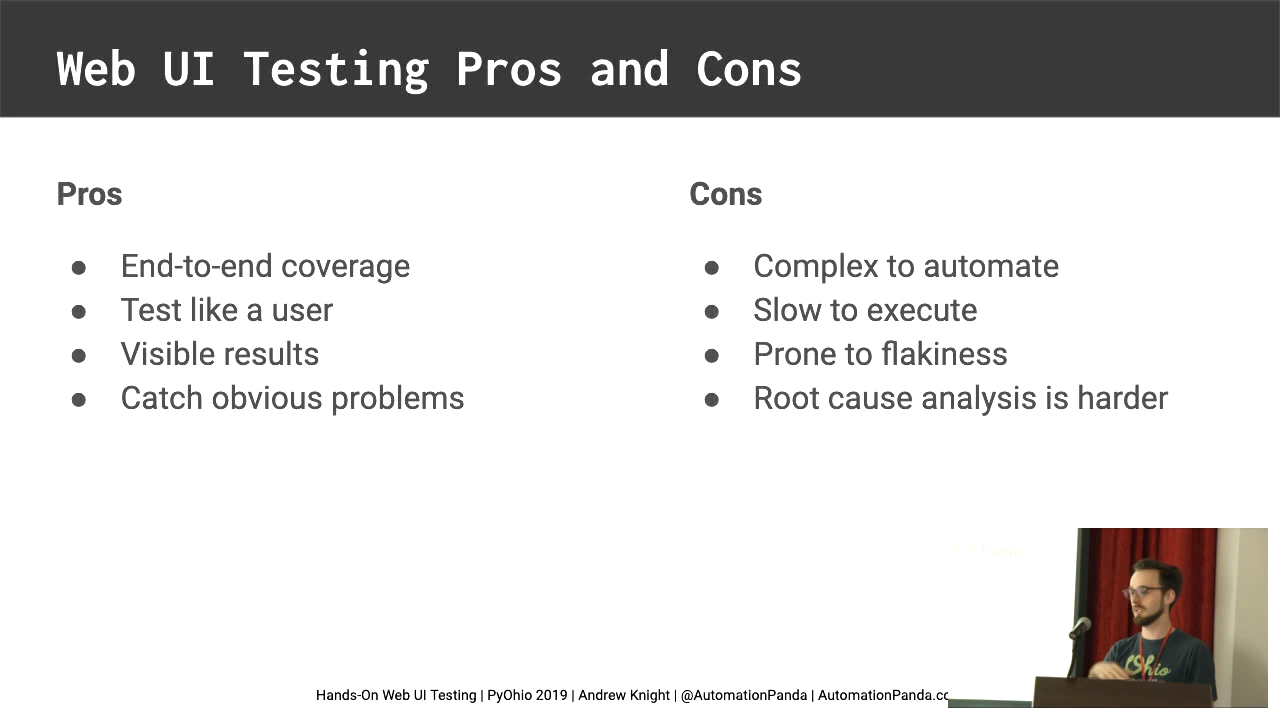 Web UI Testing Pros and Cons
Pros
● End-to-end coverage
● Test like a user
● Visible results
● Catch obvious problems
Cons
● Complex to automate
● Slow to execute
● Prone to flakiness
● Root cause analysis is harder
Hands-On Web UI Testing | PyOhio 2019 | Andrew Knight | @AutomationPanda | AutomationPanda.co
Ohio